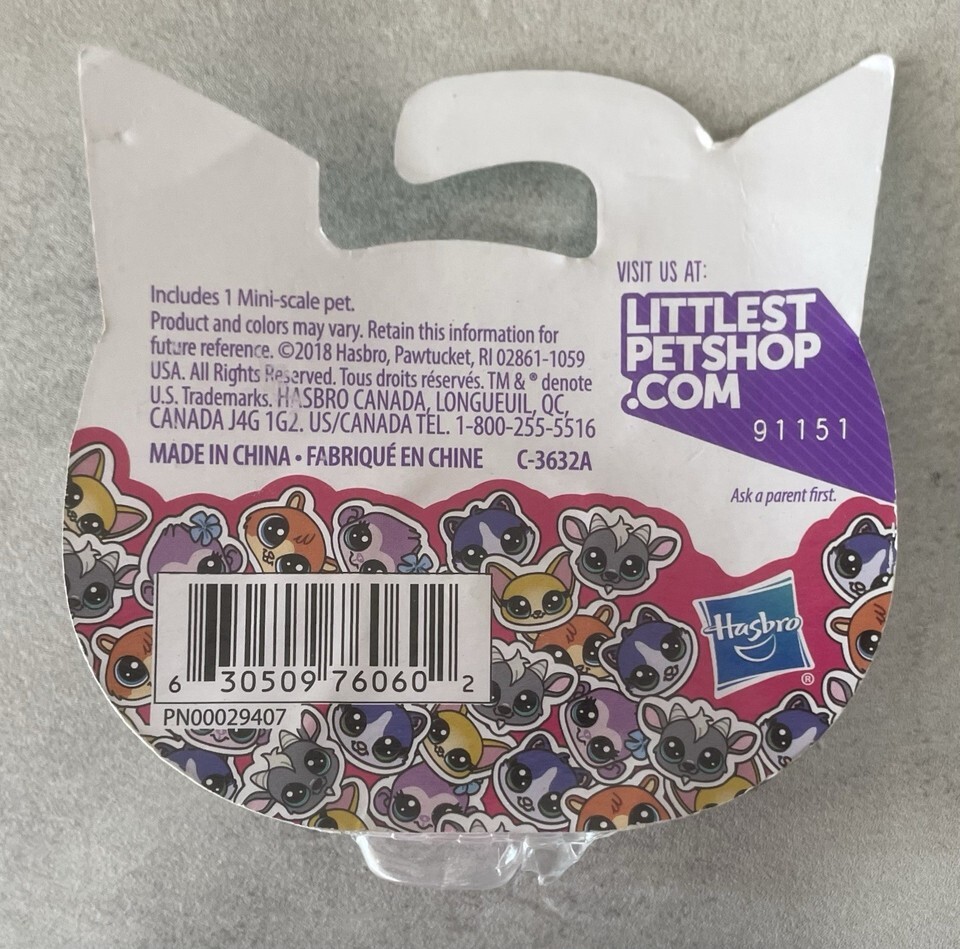 Includes 1 Mini-scale pet.
Product and colors may vary. Retain this information for
future reference. ©2018 Hasbro, Pawtucket, RI 02861-1059
USA. All Rights Reserved. Tous droits réservés. TM & ® denote
U.S. Trademarks. HASBRO CANADA, LONGUEUIL, QC,
CANADA J4G 1G2. US/CANADA TEL. 1-800-255-5516
MADE IN CHINA • FABRIQUÉ EN CHINE C-3632A
VISIT US AT:
LITTLEST
PETSHOP
.COM
91151
Ask a parent first.
Hasbro
®
6 30509 76060 2
PN00029407